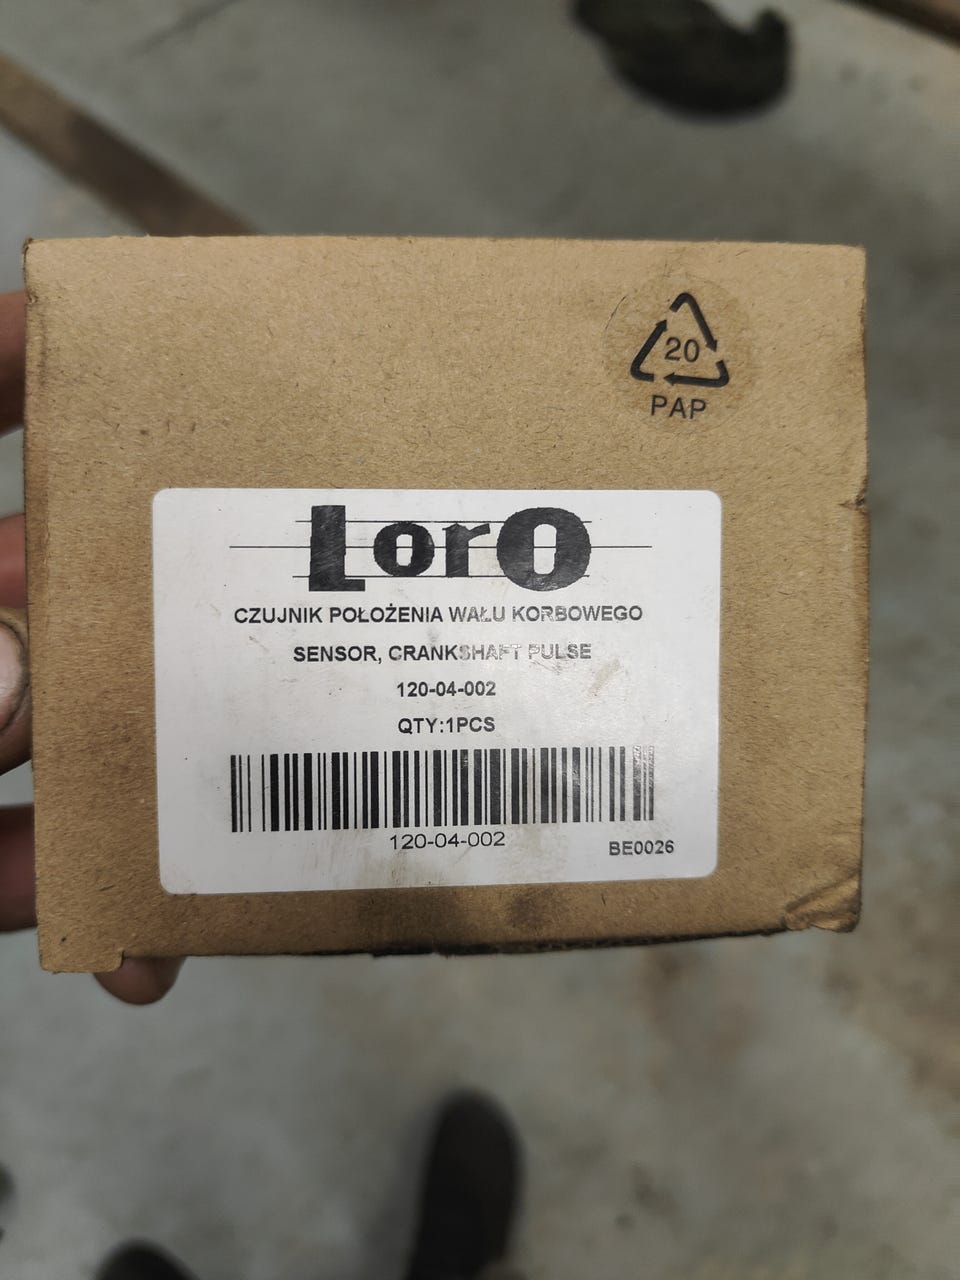 20
PAP
LorO
CZUJNIK POŁOŻENIA WAŁU KORBOWEGO
SENSOR, CRANKSHAFT PULSE
120-04-002
QTY:1PCS
120-04-002
BE0026